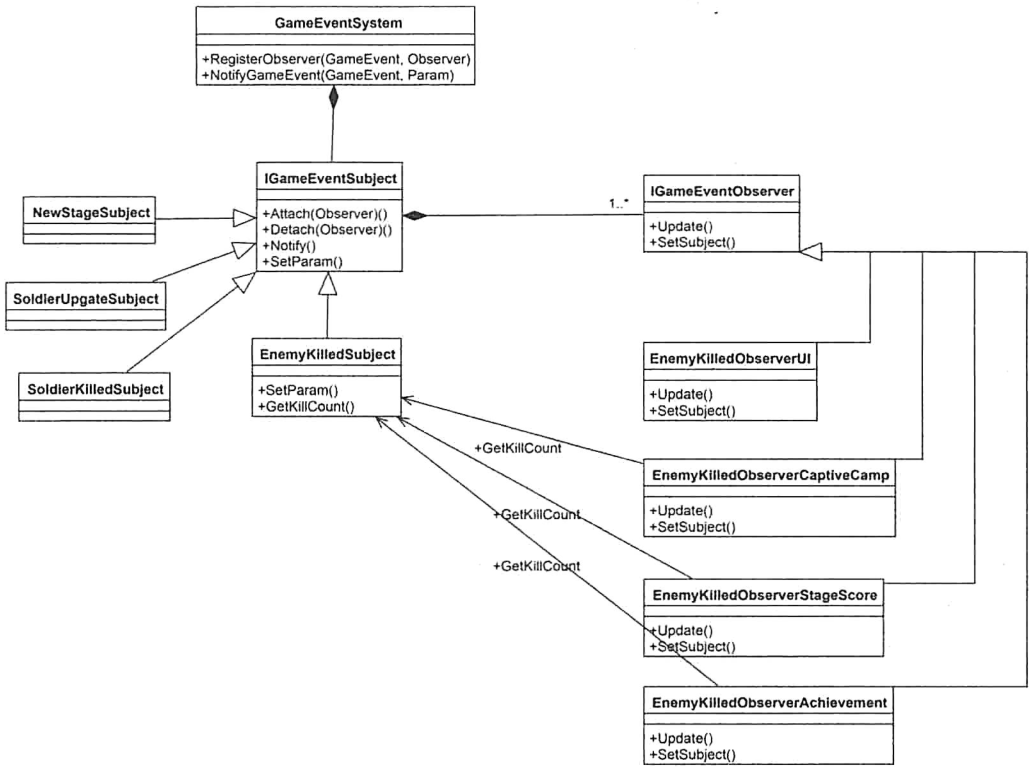 GameEventSystem
+RegisterObserver(GameEvent, Observer)
+NotifyGameEvent(GameEvent, Param)
IGameEventSubject
+Attach(Observer)()
+Detach(Observer)()
+Notify()
+SetParam()
1..*
IGameEventObserver
+Update()
+SetSubject()
NewStageSubject
SoldierUpgateSubject
SoldierKilledSubject
EnemyKilledSubject
+SetParam()
+GetKillCount()
EnemyKilledObserverUI
+Update()
+SetSubject()
+GetKillCount
EnemyKilledObserverCaptiveCamp
+Update()
+SetSubject()
+GetKillCount
+GetKillCount
EnemyKilledObserverStageScore
+Update()
+SetSubject()
EnemyKilledObserverAchievement
+Update()
+SetSubject()